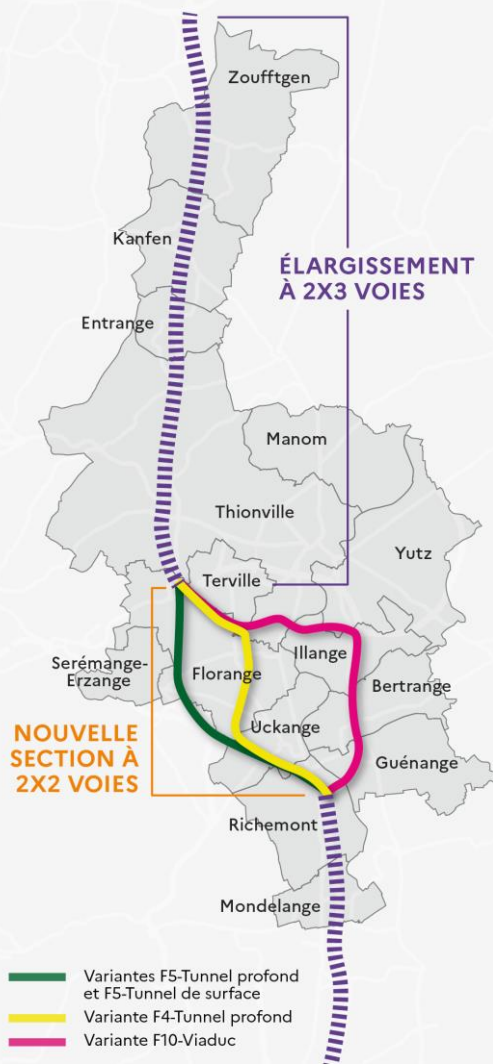 Zoufftgen
Kanfen
ÉLARGISSEMENT
À 2X3 VOIES
Entrange
Manom
Thionville
Yutz
Terville
Serémange-
Erzange
Florange
Illange
Bertrange
Uckange
NOUVELLE
SECTION À
2X2 VOIES
Guénange
Richemont
Mondelange
Variantes F5-Tunnel profond
et F5-Tunnel de surface
Variante F4-Tunnel profond
Variante F10-Viaduc